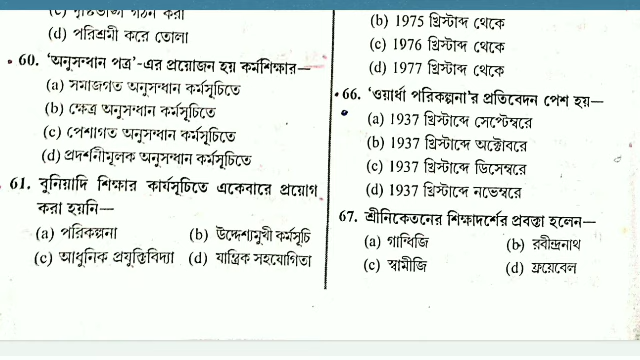 (c) দৃষ্টিভঙ্গি গঠন করা
(d) পরিশ্রমী করে তোলা
60. ‘অনুসন্ধান পত্র’-এর প্রয়োজন হয় কর্মশিক্ষার—
(a) সমাজগত অনুসন্ধান কর্মসূচিতে
(b) ক্ষেত্র অনুসন্ধান কর্মসূচিতে
(c) পেশাগত অনুসন্ধান কর্মসূচিতে
(d) প্রদর্শনীমূলক অনুসন্ধান কর্মসূচিতে
61. বুনিয়াদি শিক্ষার কার্যসূচিতে একেবারে প্রয়োগ
করা হয়নি—
(a) পরিকল্পনা (b) উদ্দেশ্যমুখী কর্মসূচি
(c) আধুনিক প্রযুক্তিবিদ্যা (d) যান্ত্রিক সহযোগিতা
(b) 1975 খ্রিস্টাব্দ থেকে
(c) 1976 খ্রিস্টাব্দ থেকে
(d) 1977 খ্রিস্টাব্দ থেকে
66. ‘ওয়ার্ধা পরিকল্পনা’র প্রতিবেদন পেশ হয়—
(a) 1937 খ্রিস্টাব্দে সেপ্টেম্বরে
(b) 1937 খ্রিস্টাব্দে অক্টোবরে
(c) 1937 খ্রিস্টাব্দে ডিসেম্বরে
(d) 1937 খ্রিস্টাব্দে নভেম্বরে
67. শ্রীনিকেতনের শিক্ষাদর্শের প্রবক্তা হলেন—
(a) গান্ধিজি (b) রবীন্দ্রনাথ
(c) স্বামীজি (d) ফ্রয়েবেল